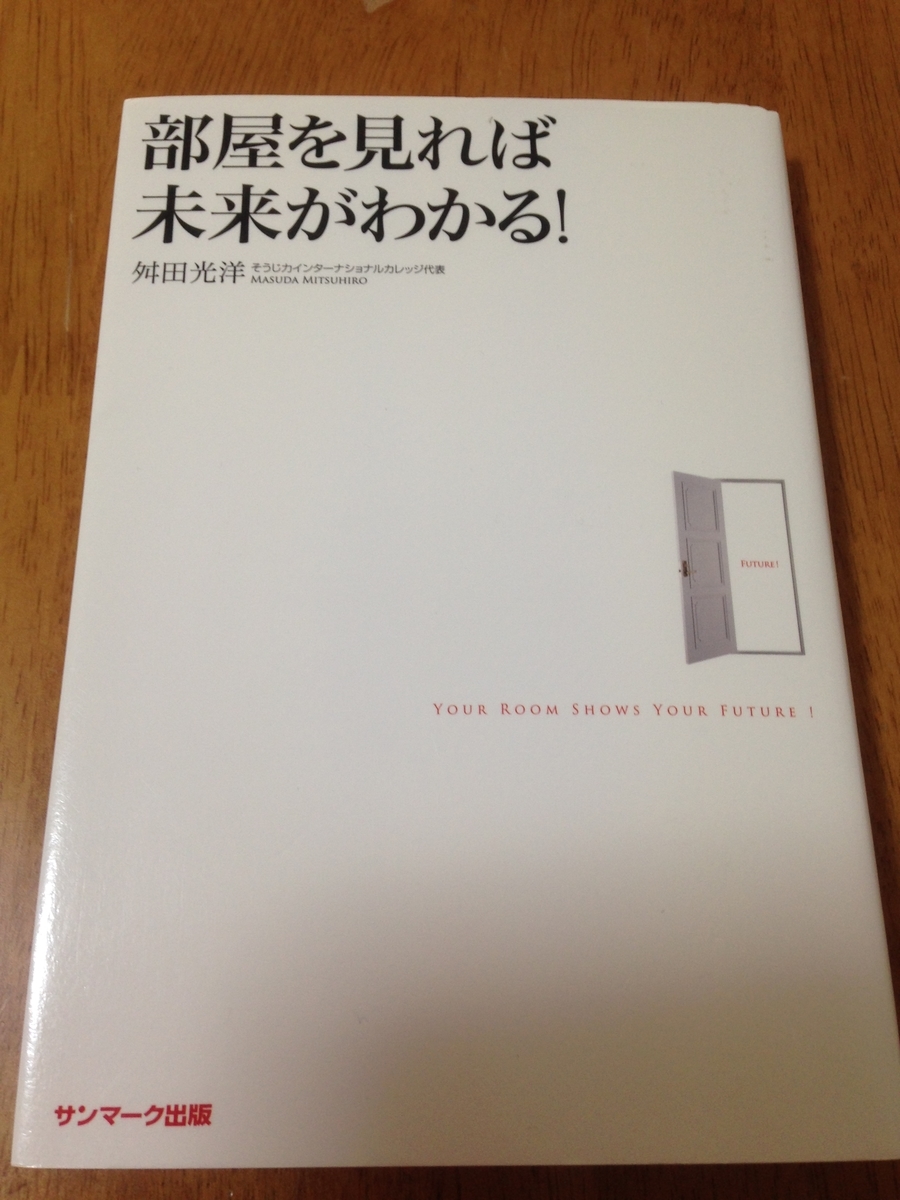 部屋を見れば
未来がわかる!
舛田光洋 そうじ力インターナショナルカレッジ代表
MASUDA MITSUHIRO
FUTURE!
YOUR ROOM SHOWS YOUR FUTURE !
サンマーク出版